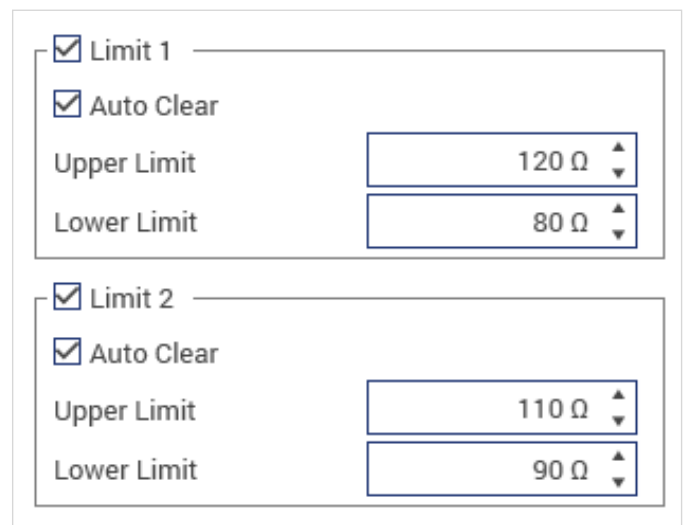 Limit 1
Auto Clear
Upper Limit 120 Ω
Lower Limit 80 Ω
Limit 2
Auto Clear
Upper Limit 110 Ω
Lower Limit 90 Ω